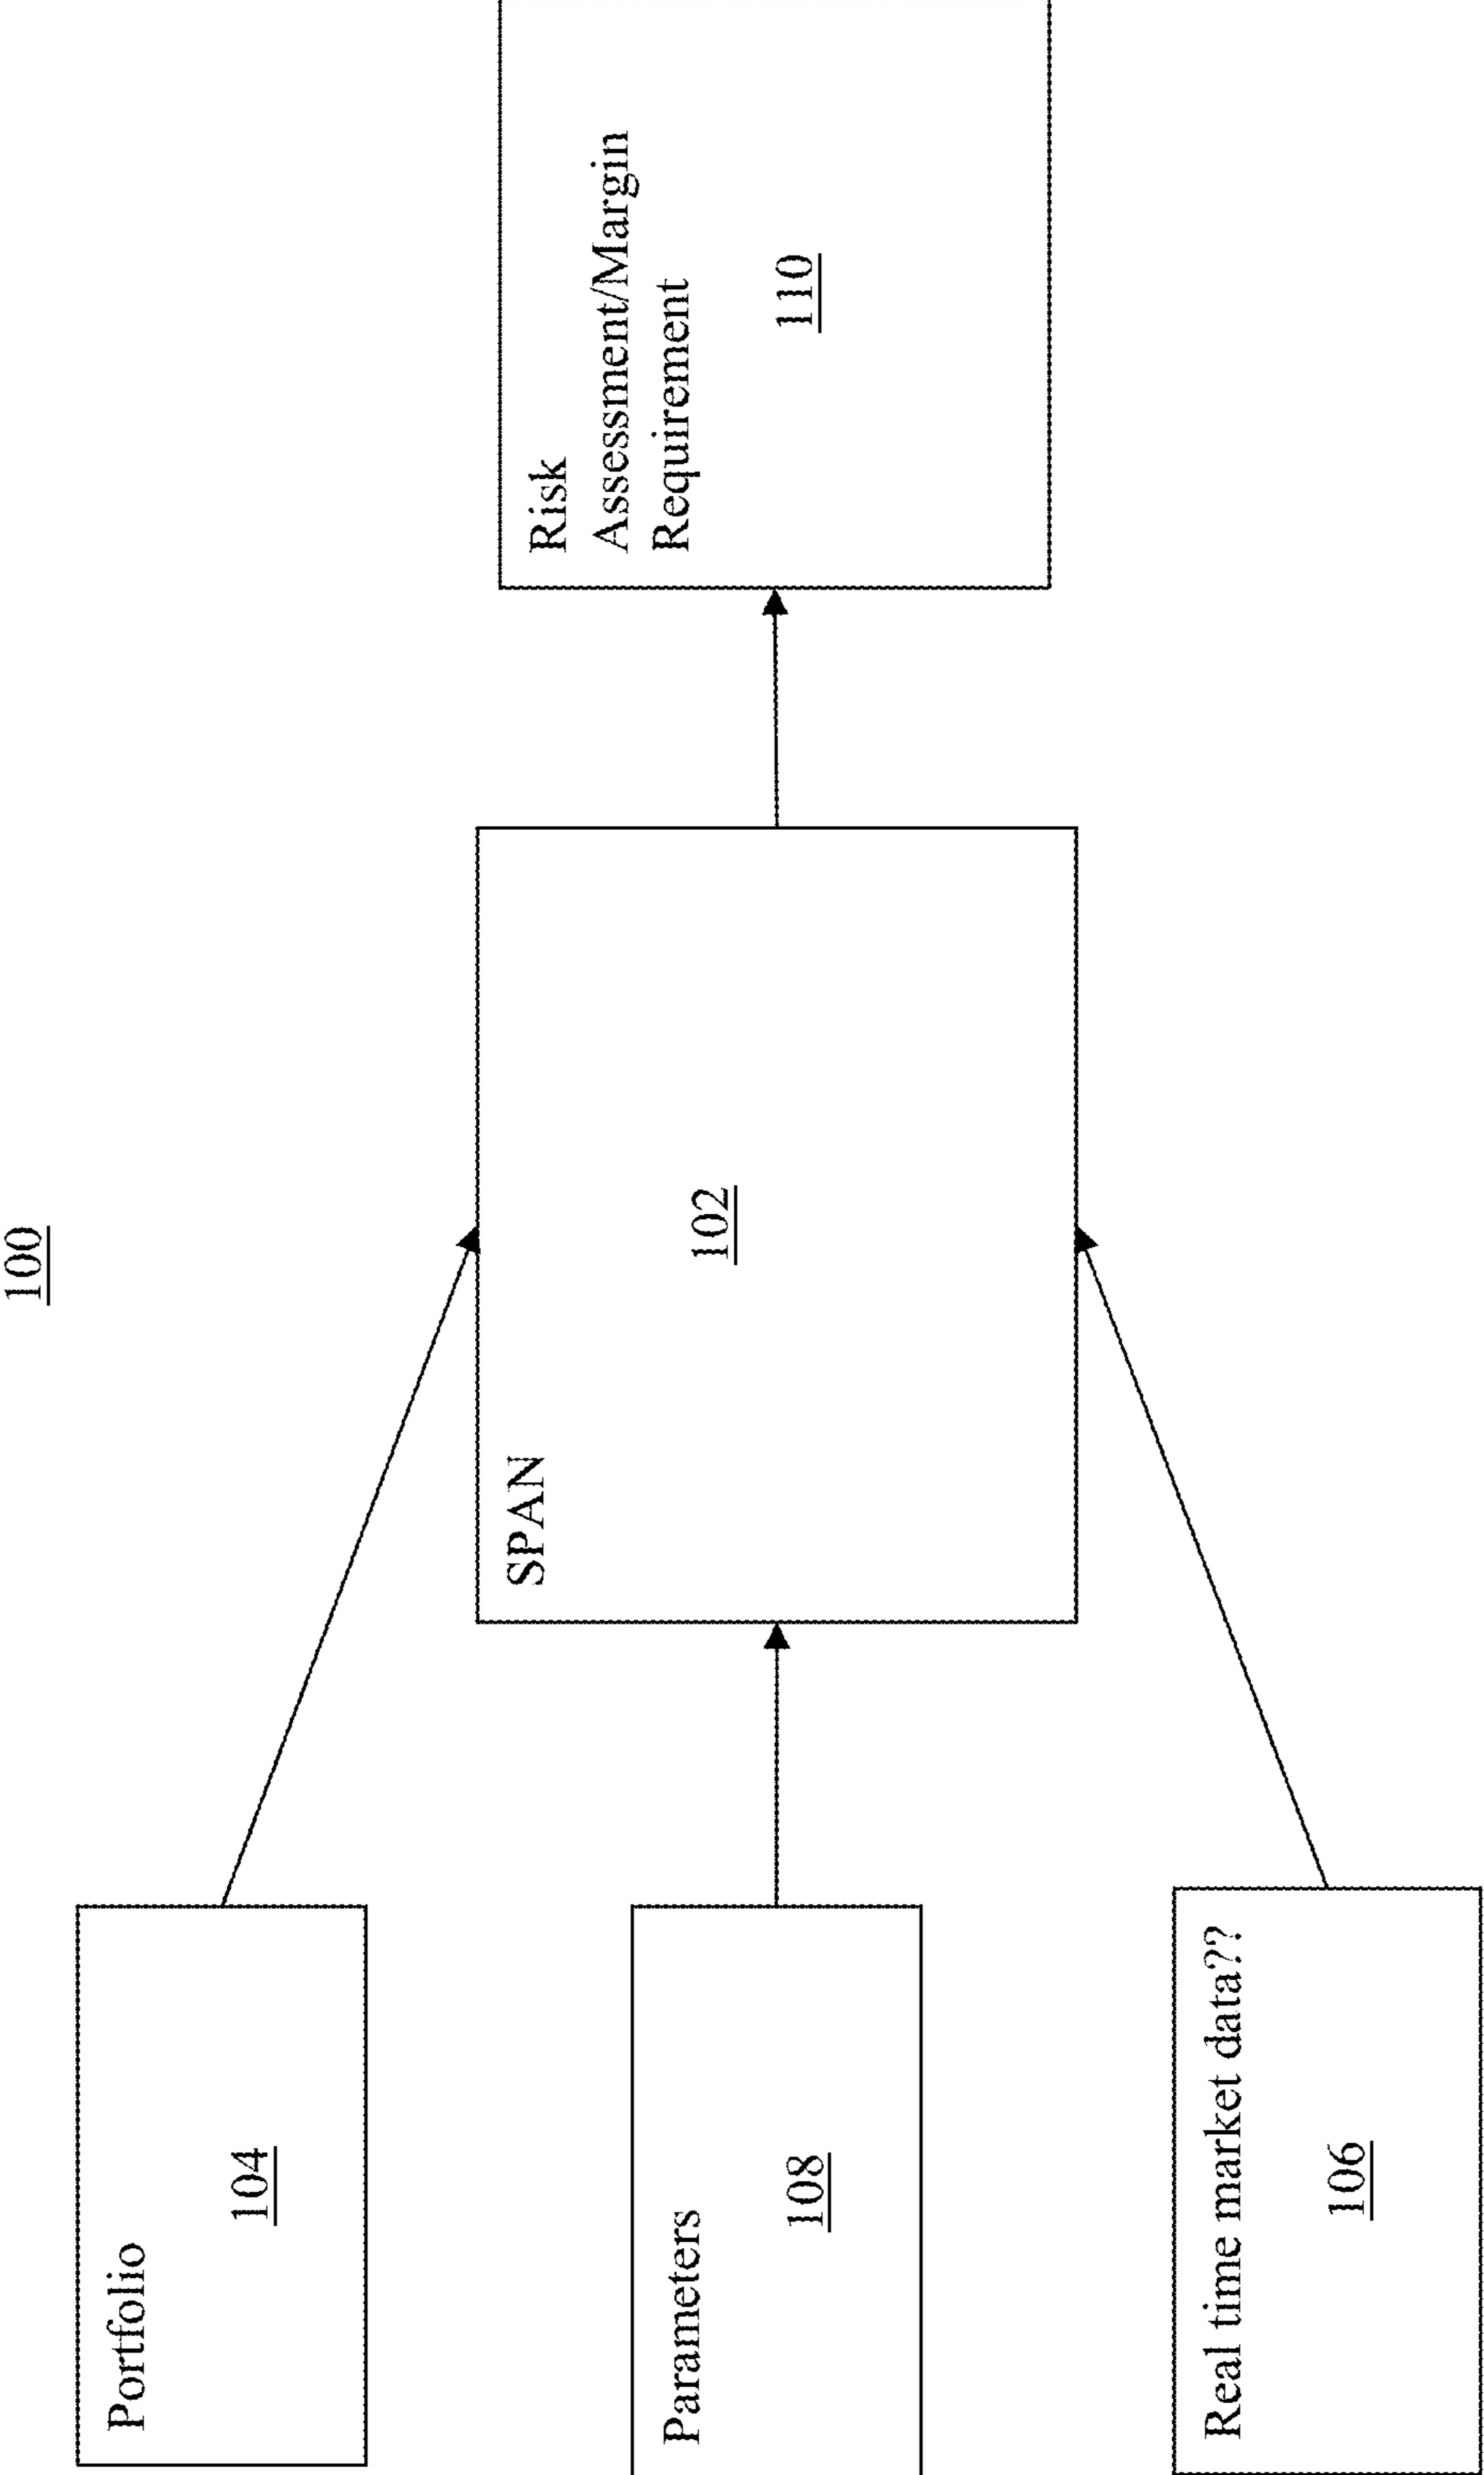 100
Portfolio
104
Parameters
108
Real time market data??
106
SPAN
102
Risk
Assessment/Margin
Requirement
110